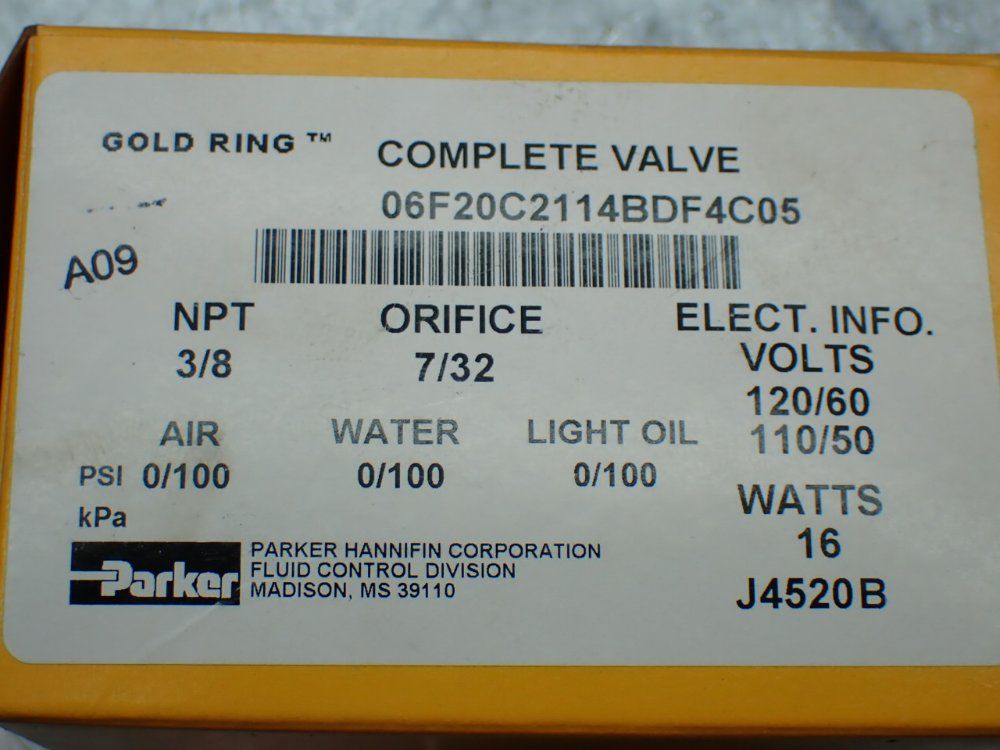 GOLD RING ™ COMPLETE VALVE
06F20C2114BDF4C05
A09
NPT ORIFICE ELECT. INFO.
3/8 7/32 VOLTS
120/60
AIR WATER LIGHT OIL 110/50
PSI 0/100 0/100 0/100
kPa WATTS
16
Parker PARKER HANNIFIN CORPORATION
FLUID CONTROL DIVISION
MADISON, MS 39110 J4520B